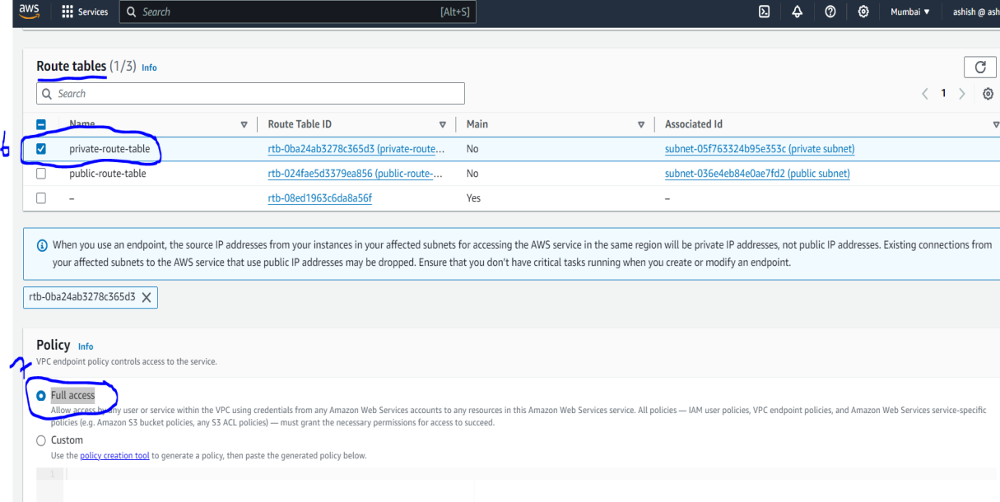 aws Services Search [Alt+S] Mumbai ▼ ashish @ ash
Route tables (1/3) Info
Search
1
Name Route Table ID Main Associated Id
6
private-route-table rtb-0ba24ab3278c365d3 (private-route... No subnet-05f763324b95e353c (private subnet)
public-route-table rtb-024fae5d3379ea856 (public-route-... No subnet-036e4eb84e0ae7fd2 (public subnet)
– rtb-08ed1963c6da8a56f Yes –
When you use an endpoint, the source IP addresses from your instances in your affected subnets for accessing the AWS service in the same region will be private IP addresses, not public IP addresses. Existing connections from
your affected subnets to the AWS service that use public IP addresses may be dropped. Ensure that you don't have critical tasks running when you create or modify an endpoint.
rtb-0ba24ab3278c365d3 X
Policy Info
7
VPC endpoint policy controls access to the service.
Full access
Allow access by any user or service within the VPC using credentials from any Amazon Web Services accounts to any resources in this Amazon Web Services service. All policies — IAM user policies, VPC endpoint policies, and Amazon Web Services service-specific
policies (e.g. Amazon S3 bucket policies, any S3 ACL policies) — must grant the necessary permissions for access to succeed.
Custom
Use the policy creation tool to generate a policy, then paste the generated policy below.
1